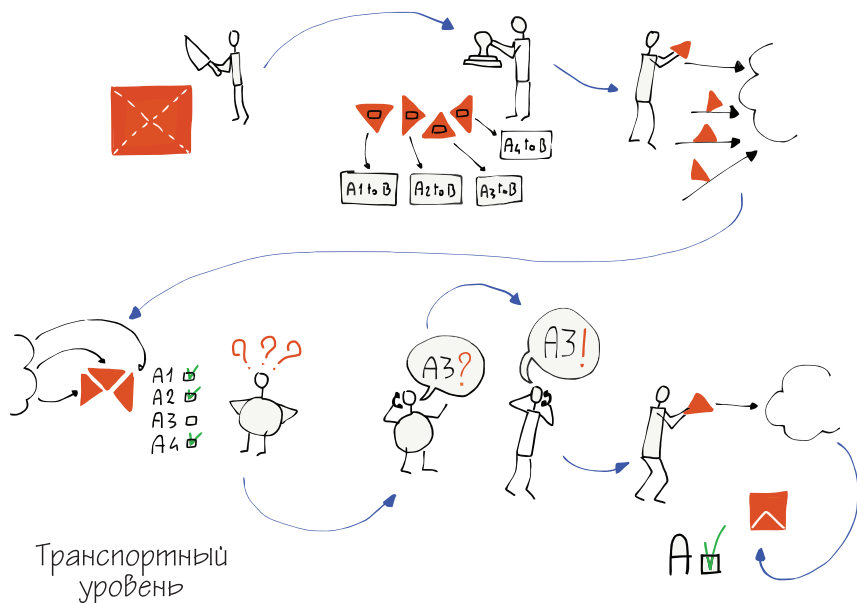 A4 to B
A1 to B
A2 to B
A3 to B
???
A3?
A3!
A1
A2
A3
A4
A
Транспортный
уровень